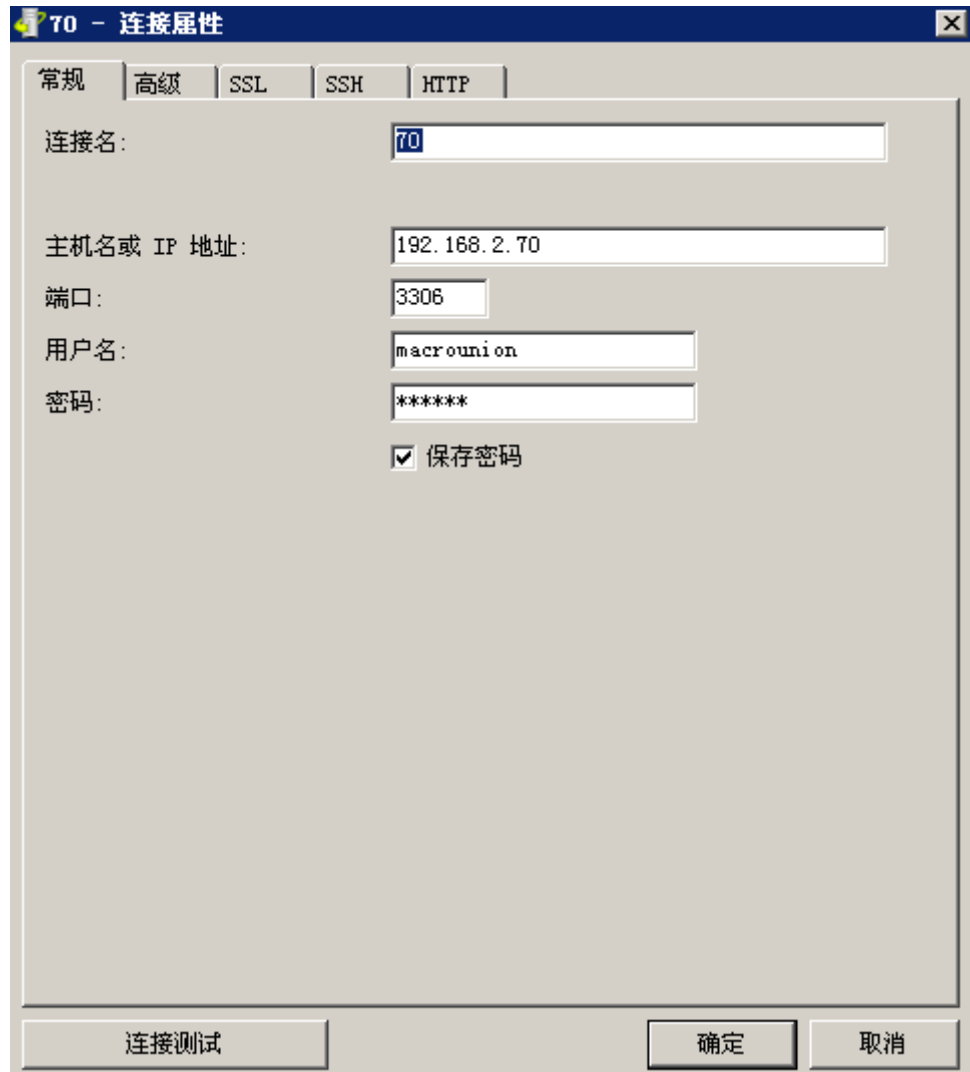 70 - 连接属性
常规 高级 SSL SSH HTTP
连接名: 70
主机名或 IP 地址: 192.168.2.70
端口: 3306
用户名: macrounion
密码: ******
保存密码
连接测试 确定 取消